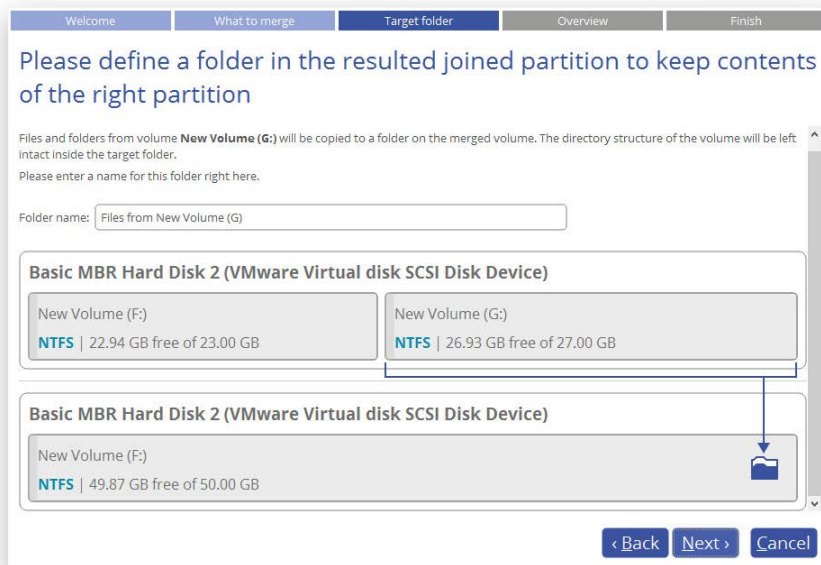 Welcome
What to merge
Target folder
Overview
Finish
Please define a folder in the resulted joined partition to keep contents
of the right partition
Files and folders from volume New Volume (G:) will be copied to a folder on the merged volume. The directory structure of the volume will be left
intact inside the target folder.
Please enter a name for this folder right here.
Folder name: Files from New Volume (G)
Basic MBR Hard Disk 2 (VMware Virtual disk SCSI Disk Device)
New Volume (F:)
NTFS | 22.94 GB free of 23.00 GB
New Volume (G:)
NTFS | 26.93 GB free of 27.00 GB
Basic MBR Hard Disk 2 (VMware Virtual disk SCSI Disk Device)
New Volume (F:)
NTFS | 49.87 GB free of 50.00 GB
‹ Back
Next ›
Cancel